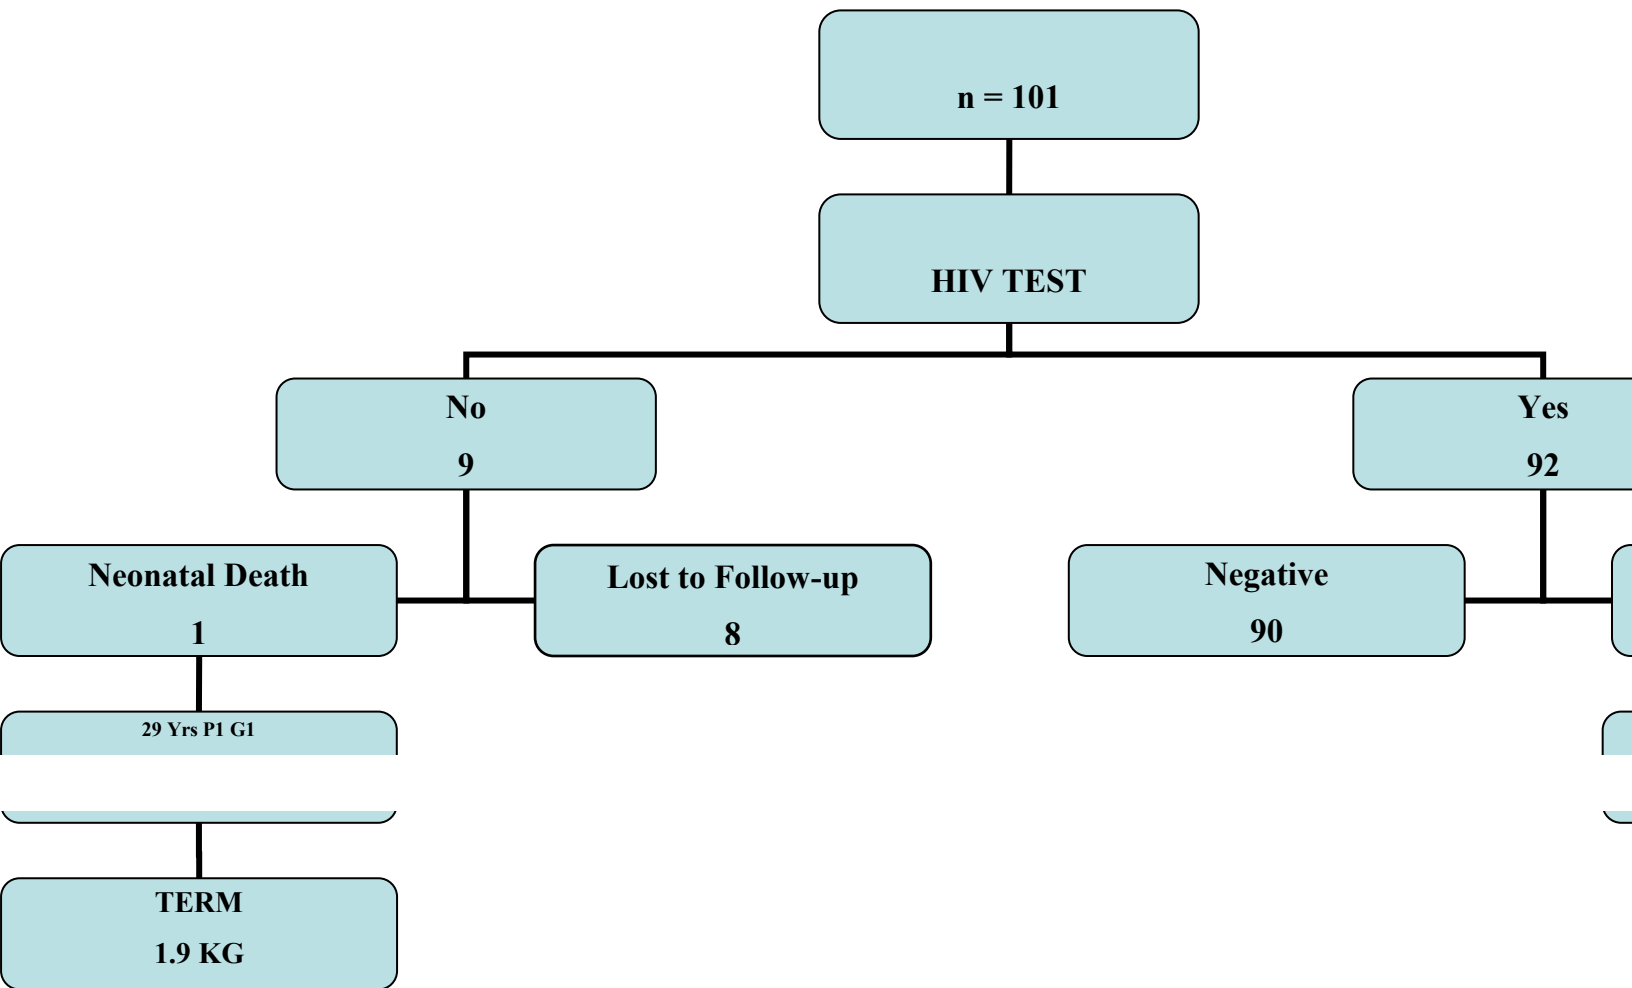 n = 101
HIV TEST
No
9
Yes
92
Neonatal Death
1
Lost to Follow-up
8
Negative
90
29 Yrs P1 G1
TERM
1.9 KG